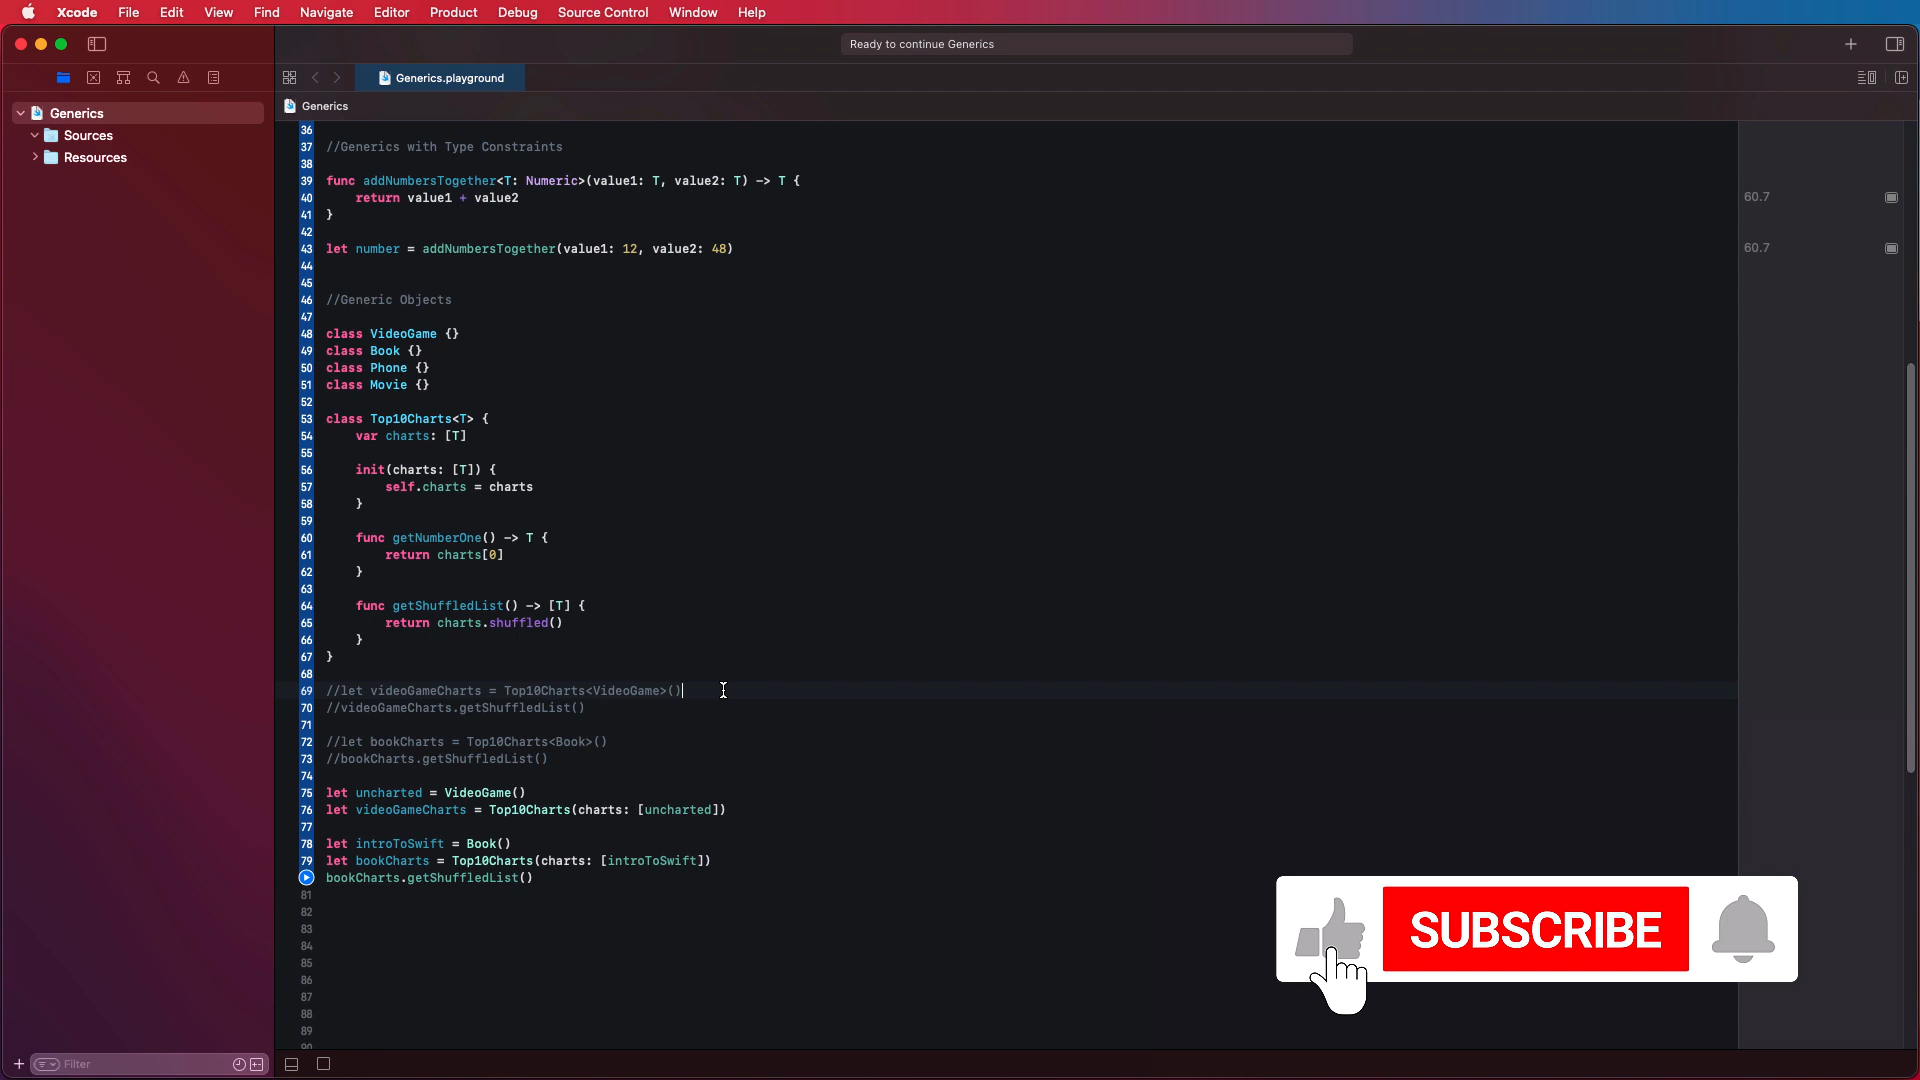 Xcode File Edit View Find Navigate Editor Product Debug Source Control Window Help
Ready to continue Generics
Generics.playground
Generics
Sources
Resources
Generics
36
37 //Generics with Type Constraints
38
39 func addNumbersTogether<T: Numeric>(value1: T, value2: T) -> T {
40 return value1 + value2
60.7
41 }
42
43 let number = addNumbersTogether(value1: 12, value2: 48)
60.7
44
45
46 //Generic Objects
47
48 class VideoGame {}
49 class Book {}
50 class Phone {}
51 class Movie {}
52
53 class Top10Charts<T> {
54 var charts: [T]
55
56 init(charts: [T]) {
57 self.charts = charts
58 }
59
60 func getNumberOne() -> T {
61 return charts[0]
62 }
63
64 func getShuffledList() -> [T] {
65 return charts.shuffled()
66 }
67 }
68
69 //let videoGameCharts = Top10Charts<VideoGame>()
70 //videoGameCharts.getShuffledList()
71
72 //let bookCharts = Top10Charts<Book>()
73 //bookCharts.getShuffledList()
74
75 let uncharted = VideoGame()
76 let videoGameCharts = Top10Charts(charts: [uncharted])
77
78 let introToSwift = Book()
79 let bookCharts = Top10Charts(charts: [introToSwift])
bookCharts.getShuffledList()
81
82
83
84
85
86
87
88
89
90
SUBSCRIBE
Filter